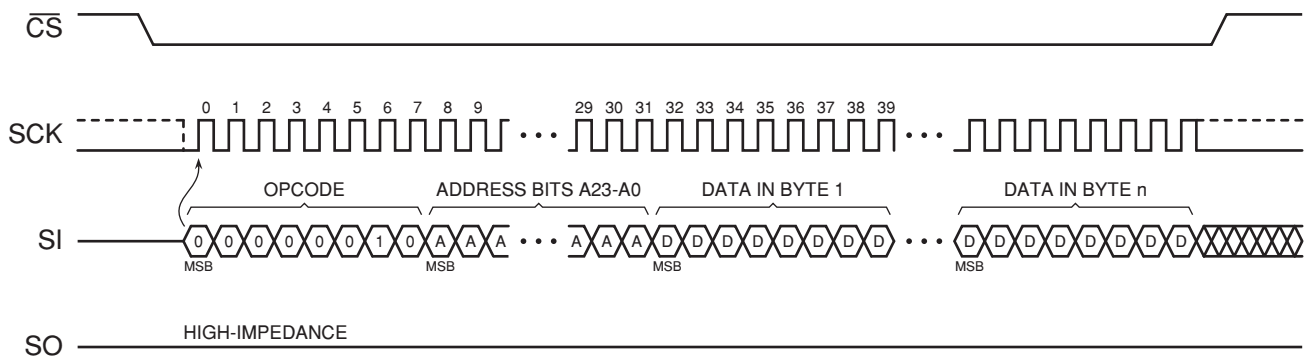 CS
0 1 2 3 4 5 6 7 8 9 29 30 31 32 33 34 35 36 37 38 39
SCK
OPCODE ADDRESS BITS A23-A0 DATA IN BYTE 1 DATA IN BYTE n
SI 0 0 0 0 0 0 1 0 A A A A A A D D D D D D D D D D D D D D D D
MSB MSB MSB MSB
HIGH-IMPEDANCE
SO